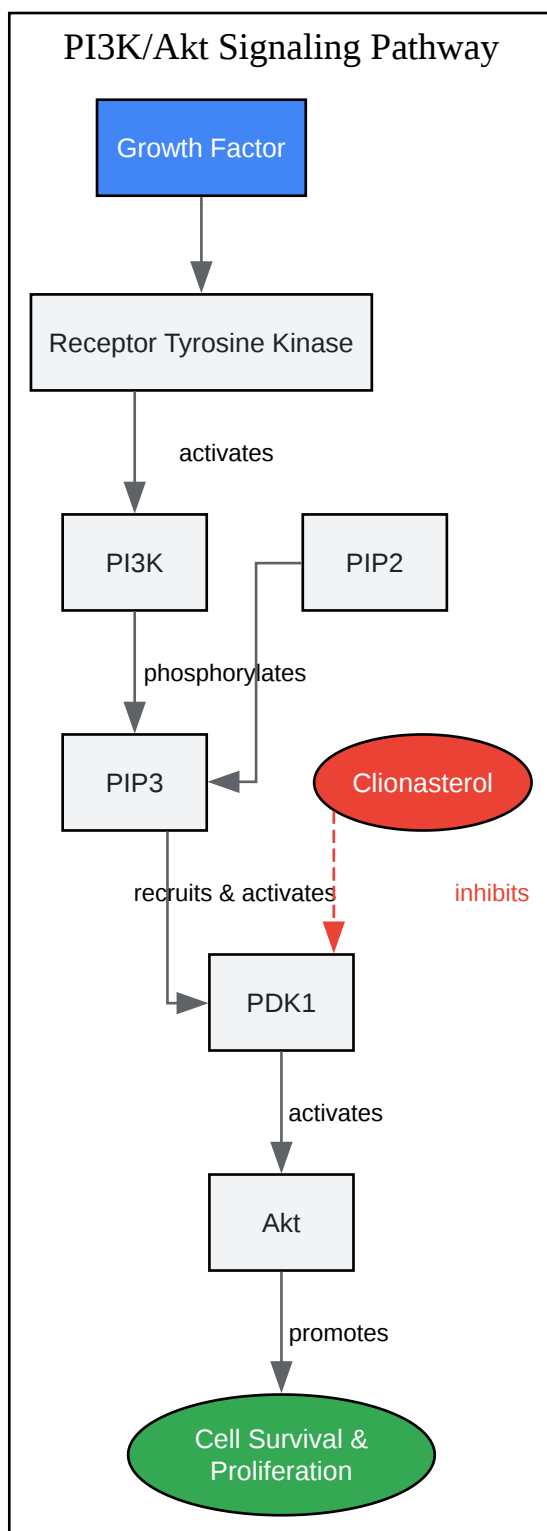 PI3K/Akt Signaling Pathway
Growth Factor
Receptor Tyrosine Kinase
activates
PI3K
PIP2
phosphorylates
PIP3
Clionasterol
recruits & activates
inhibits
PDK1
activates
Akt
promotes
Cell Survival &
Proliferation